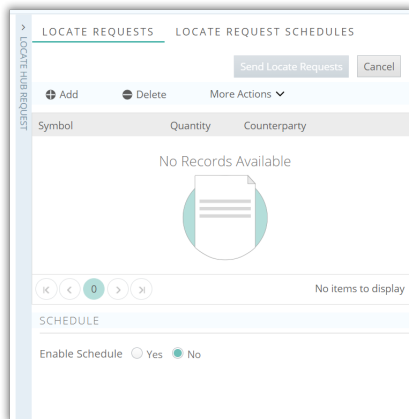 LOCATE HUB REQUEST
LOCATE REQUESTS LOCATE REQUEST SCHEDULES
Send Locate Requests Cancel
Add Delete More Actions
Symbol Quantity Counterparty
No Records Available
0 No items to display
SCHEDULE
Enable Schedule Yes No